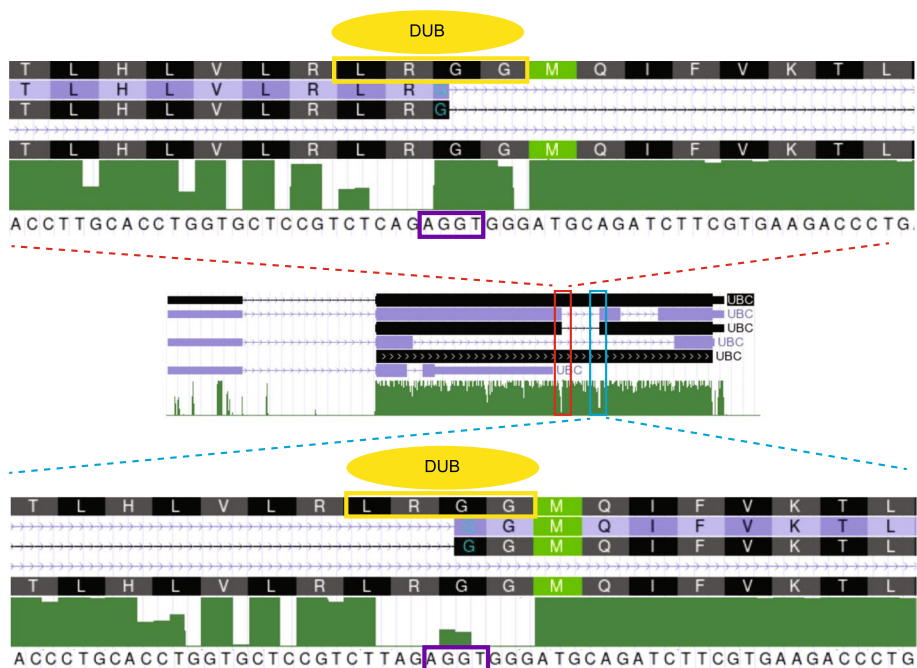 DUB
T L H L V L R L R G G M Q I F V K T L
T L H L V L R L R
T L H L V L R L R G
T L H L V L R L R G G M Q I F V K T L
ACCTTGCACCTGGTGCTCCGTCTCAGAGGTGGGATGCAGATCTTCGTGAAGACCCTG
UBC
UBC
UBC
UBC
UBC
UBC
DUB
T L H L V L R L R G G M Q I F V K T L
G M Q I F V K T L
G G M Q I F V K T L
T L H L V L R L R G G M Q I F V K T L
ACCCTGCACCTGGTGCTCCGTCTTAGAGGTGGGATGCAGATCTTCGTGAAGACCCTG